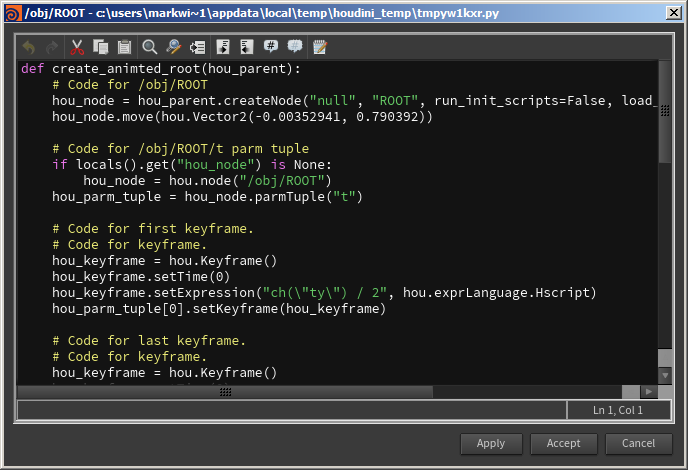 /obj/ROOT - c:\users\markwi~1\appdata\local\temp\houdini_temp\tmpyw1kxr.py
def create_animted_root(hou_parent):
    # Code for /obj/ROOT
    hou_node = hou_parent.createNode("null", "ROOT", run_init_scripts=False, load_
    hou_node.move(hou.Vector2(-0.00352941, 0.790392))
    # Code for /obj/ROOT/t parm tuple
    if locals().get("hou_node") is None:
        hou_node = hou.node("/obj/ROOT")
    hou_parm_tuple = hou_node.parmTuple("t")
    # Code for first keyframe.
    # Code for keyframe.
    hou_keyframe = hou.Keyframe()
    hou_keyframe.setTime(0)
    hou_keyframe.setExpression("ch(\"ty\") / 2", hou.exprLanguage.Hscript)
    hou_parm_tuple[0].setKeyframe(hou_keyframe)
    # Code for last keyframe.
    # Code for keyframe.
    hou_keyframe = hou.Keyframe()
Ln 1, Col 1
Apply
Accept
Cancel